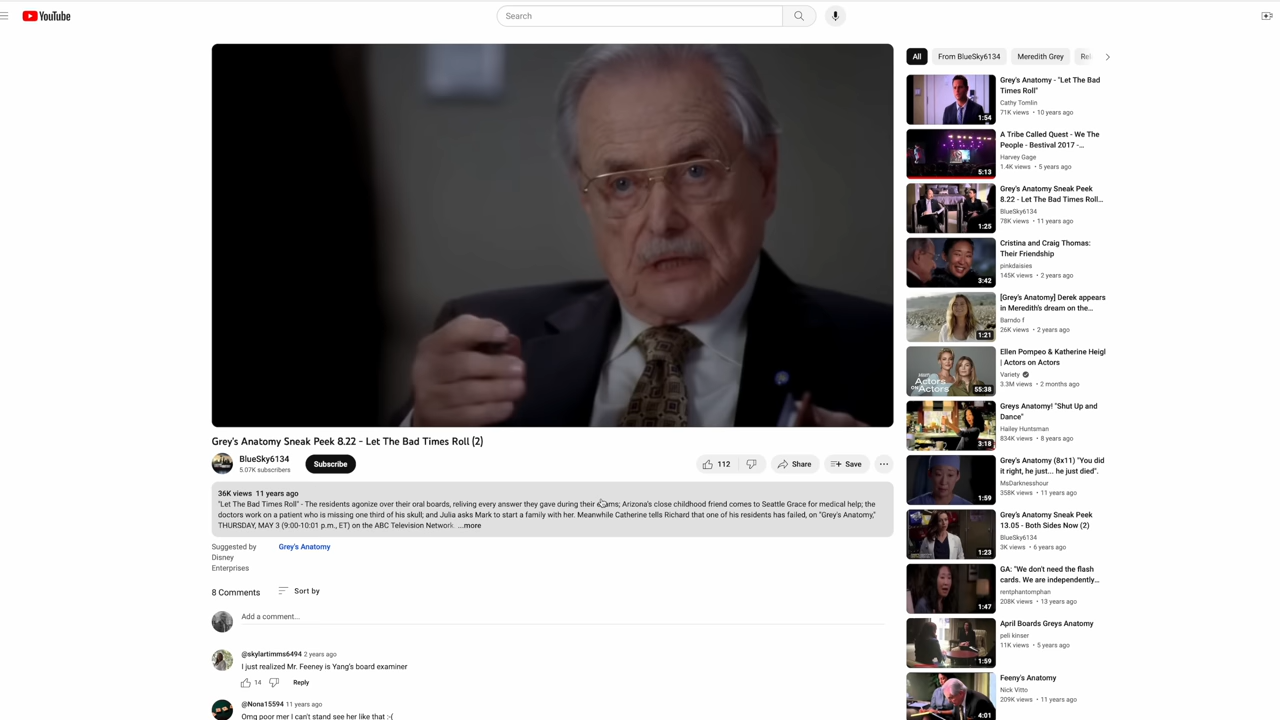 YouTube
Search
All
From BlueSky6134
Meredith Grey
Grey's Anatomy - "Let The Bad
Times Roll"
Cathy Tomlin
71K views • 10 years ago
1:54
A Tribe Called Quest - We The
People - Bestival 2017 -...
Harvey Gage
1.4K views • 5 years ago
5:13
Grey's Anatomy Sneak Peek
8.22 - Let The Bad Times Roll...
BlueSky6134
78K views • 11 years ago
1:25
Cristina and Craig Thomas:
Their Friendship
pinkdaisies
145K views • 2 years ago
3:42
[Grey's Anatomy] Derek appears
in Meredith's dream on the...
Barndo f
26K views • 2 years ago
1:21
Ellen Pompeo & Katherine Heigl
| Actors on Actors
Variety
3.3M views • 2 months ago
Actors
ON Actors
55:38
Greys Anatomy! "Shut Up and
Dance"
Hailey Huntsman
834K views • 8 years ago
3:18
Grey's Anatomy (8x11) "You did
it right, he just... he just died".
MsDarknesshour
358K views • 11 years ago
1:59
Grey's Anatomy Sneak Peek
13.05 - Both Sides Now (2)
BlueSky6134
3K views • 6 years ago
1:23
GA: "We don't need the flash
cards. We are independently...
rentphantomphan
208K views • 13 years ago
1:47
April Boards Greys Anatomy
peli kinser
11K views • 5 years ago
1:59
Feeny's Anatomy
Nick Vitto
209K views • 11 years ago
4:01
Grey's Anatomy Sneak Peek 8.22 - Let The Bad Times Roll (2)
BlueSky6134
5.07K subscribers
Subscribe
112
Share
Save
36K views 11 years ago
"Let The Bad Times Roll" - The residents agonize over their oral boards, reliving every answer they gave during their exams; Arizona's close childhood friend comes to Seattle Grace for medical help; the
doctors work on a patient who is missing one third of his skull; and Julia asks Mark to start a family with her. Meanwhile Catherine tells Richard that one of his residents has failed, on "Grey's Anatomy,"
THURSDAY, MAY 3 (9:00-10:01 p.m., ET) on the ABC Television Network. ...more
Suggested by
Disney
Enterprises
Grey's Anatomy
8 Comments
Sort by
Add a comment...
@skylartimms6494 2 years ago
I just realized Mr. Feeney is Yang's board examiner
14
Reply
@Nona15594 11 years ago
Omg poor mer I can't stand see her like that :-(